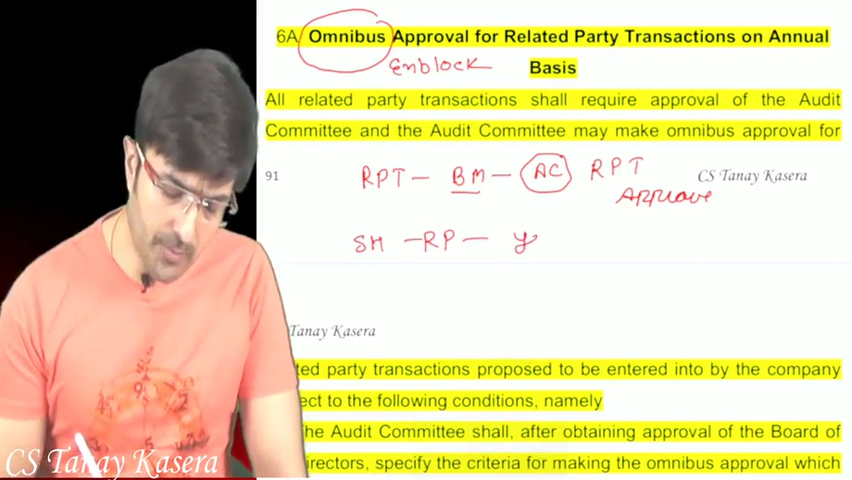 6A Omnibus Approval for Related Party Transactions on Annual
Enblock Basis
All related party transactions shall require approval of the Audit
Committee and the Audit Committee may make omnibus approval for
91 RPT - BM - AC RPT CS Tanay Kasera
Approve
SH - RP - y
Tanay Kasera
ted party transactions proposed to be entered into by the company
ect to the following conditions, namely
he Audit Committee shall, after obtaining approval of the Board of
irectors, specify the criteria for making the omnibus approval which
CS Tanay Kasera